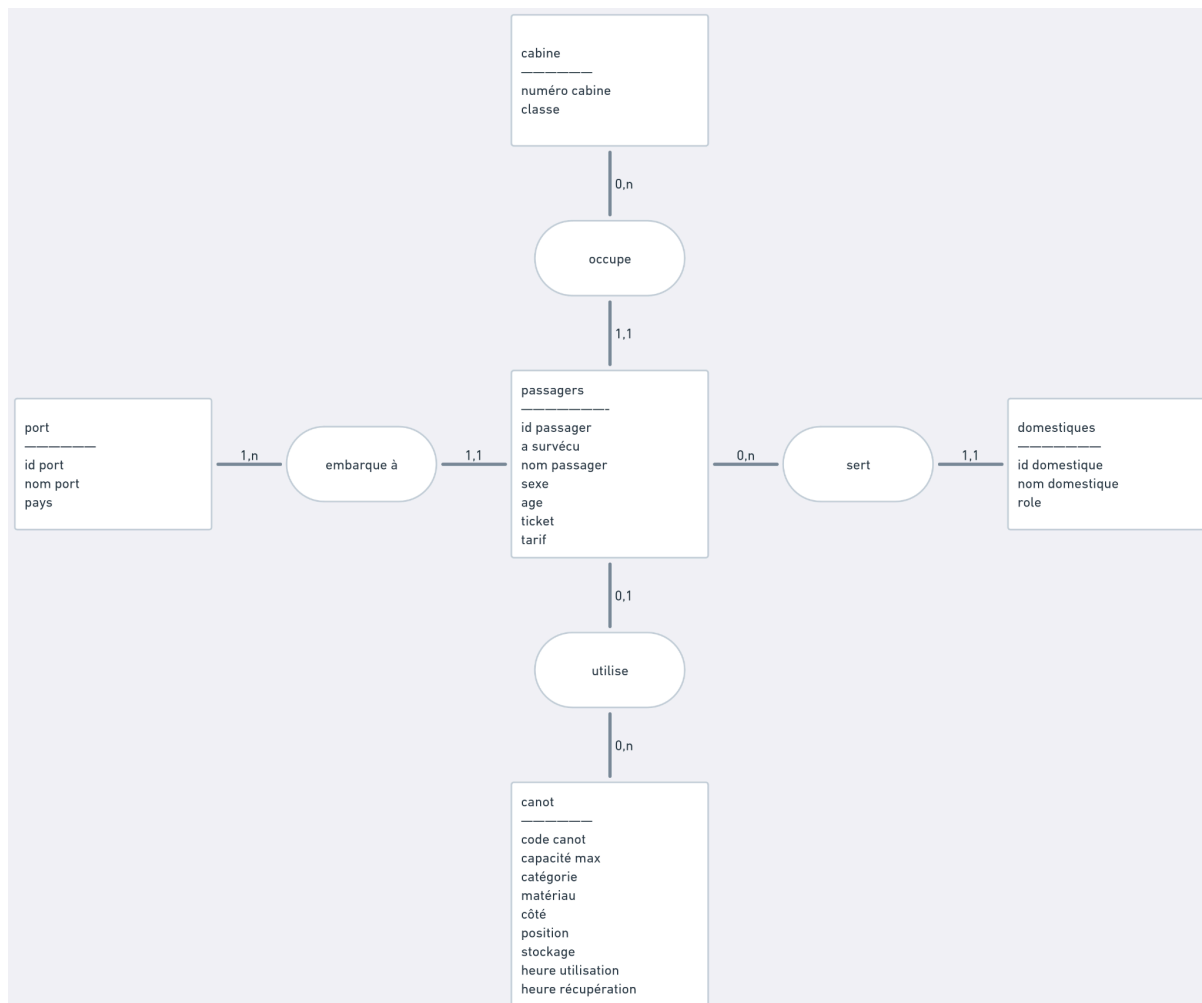 cabine
——————
numéro cabine
classe
0,n
occupe
1,1
port
——————
id port
nom port
pays
1,n
embarque à
1,1
passagers
———————-
id passager
a survécu
nom passager
sexe
age
ticket
tarif
0,n
sert
1,1
domestiques
———————
id domestique
nom domestique
role
0,1
utilise
0,n
canot
——————
code canot
capacité max
catégorie
matériau
côté
position
stockage
heure utilisation
heure récupération